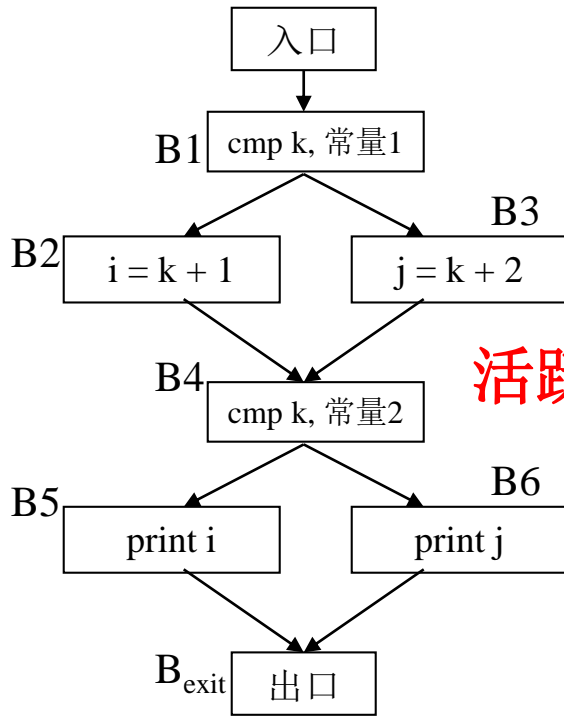 入口
B1
cmp k, 常量1
B3
B2
i = k + 1
j = k + 2
B4
活
cmp k, 常量2
B5
B6
print i
print j
Bexit
出口